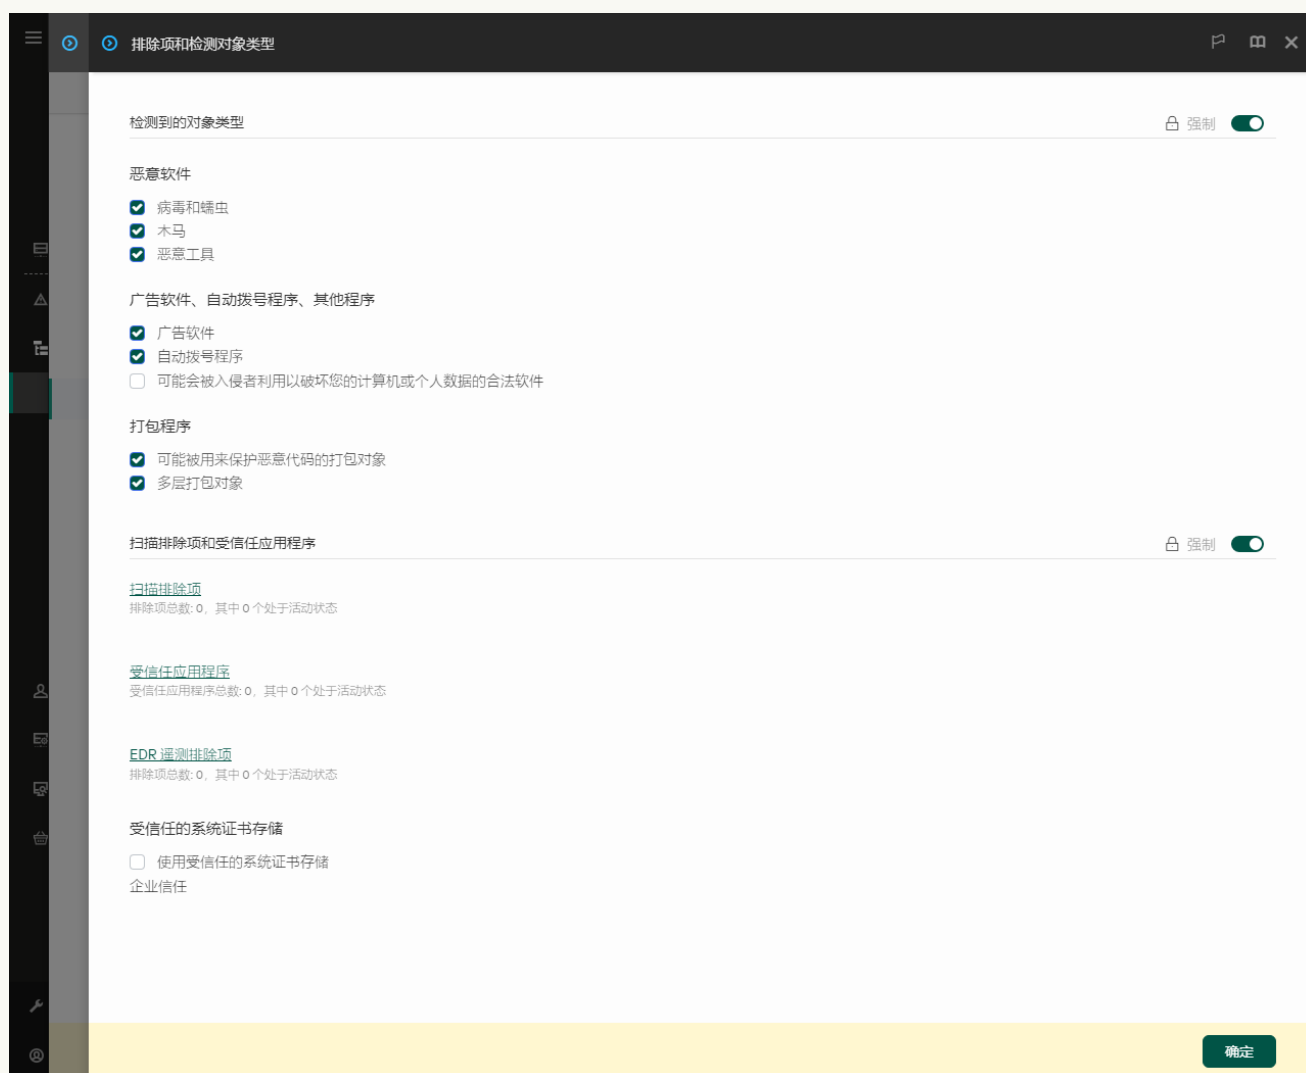 排除项和检测对象类型
检测到的对象类型
强制
恶意软件
病毒和蠕虫
木马
恶意工具
广告软件、自动拨号程序、其他程序
广告软件
自动拨号程序
可能会被入侵者利用以破坏您的计算机或个人数据的合法软件
打包程序
可能被用来保护恶意代码的打包对象
多层打包对象
扫描排除项和受信任应用程序
强制
扫描排除项
排除项总数: 0，其中 0 个处于活动状态
受信任应用程序
受信任应用程序总数: 0，其中 0 个处于活动状态
EDR 遥测排除项
排除项总数: 0，其中 0 个处于活动状态
受信任的系统证书存储
使用受信任的系统证书存储
企业信任
确定